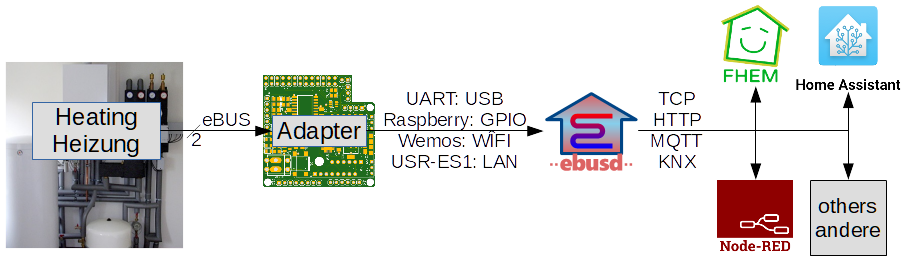 Heating
Heizung
eBUS
2
Adapter
UART: USB
Raspberry: GPIO
Wemos: WIFI
USR-ES1: LAN
ebusd
TCP
HTTP
MQTT
KNX
FHEM
Home Assistant
Node-RED
others
andere